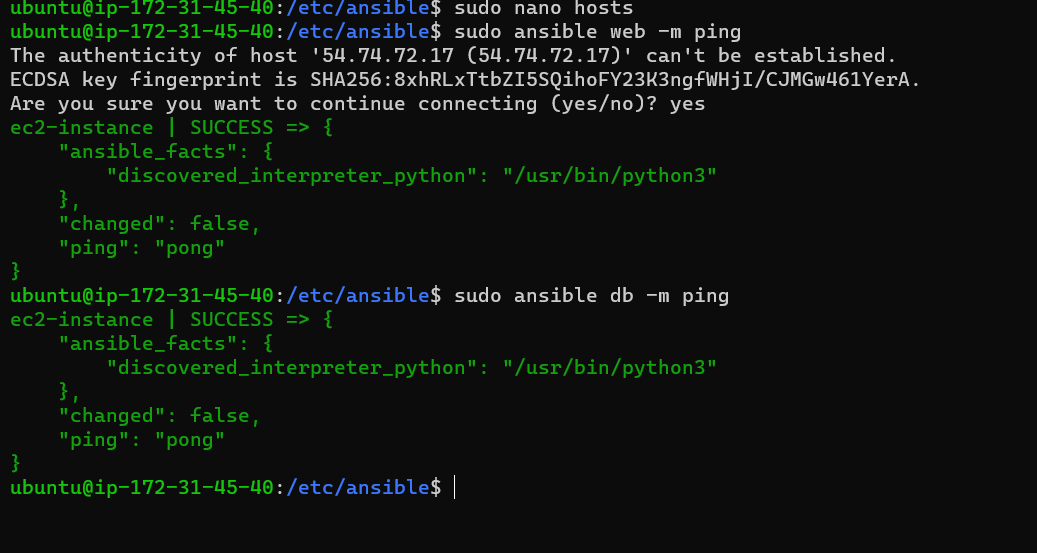 ubuntu@ip-172-31-45-40:/etc/ansible$ sudo nano hosts
ubuntu@ip-172-31-45-40:/etc/ansible$ sudo ansible web -m ping
The authenticity of host '54.74.72.17 (54.74.72.17)' can't be established.
ECDSA key fingerprint is SHA256:8xhRLxTtbZI5SQihoFY23K3ngfWHjI/CJMGw461YerA.
Are you sure you want to continue connecting (yes/no)? yes
ec2-instance | SUCCESS => {
    "ansible_facts": {
        "discovered_interpreter_python": "/usr/bin/python3"
    },
    "changed": false,
    "ping": "pong"
}
ubuntu@ip-172-31-45-40:/etc/ansible$ sudo ansible db -m ping
ec2-instance | SUCCESS => {
    "ansible_facts": {
        "discovered_interpreter_python": "/usr/bin/python3"
    },
    "changed": false,
    "ping": "pong"
}
ubuntu@ip-172-31-45-40:/etc/ansible$